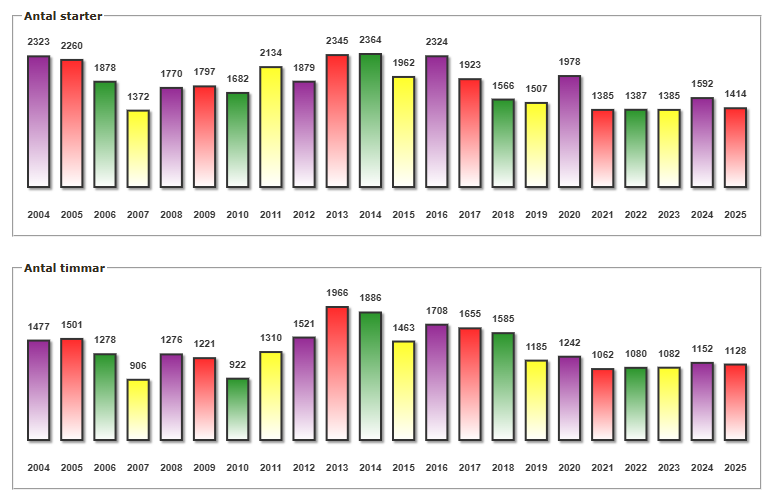 Antal starter
2323 2260 1878 1372 1770 1797 1682 2134 1879 2345 2364 1962 2324 1923 1566 1507 1978 1385 1387 1385 1592 1414
2004 2005 2006 2007 2008 2009 2010 2011 2012 2013 2014 2015 2016 2017 2018 2019 2020 2021 2022 2023 2024 2025
Antal timmar
1477 1501 1278 906 1276 1221 922 1310 1521 1966 1886 1463 1708 1655 1585 1185 1242 1062 1080 1082 1152 1128
2004 2005 2006 2007 2008 2009 2010 2011 2012 2013 2014 2015 2016 2017 2018 2019 2020 2021 2022 2023 2024 2025